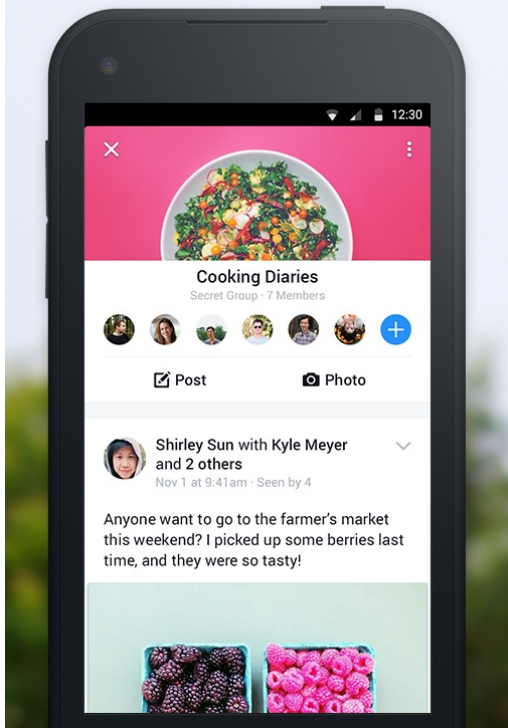 12:30
Cooking Diaries
Secret Group · 7 Members
Post
Photo
Shirley Sun with Kyle Meyer
and 2 others
Nov 1 at 9:41am · Seen by 4
Anyone want to go to the farmer’s market
this weekend? I picked up some berries last
time, and they were so tasty!